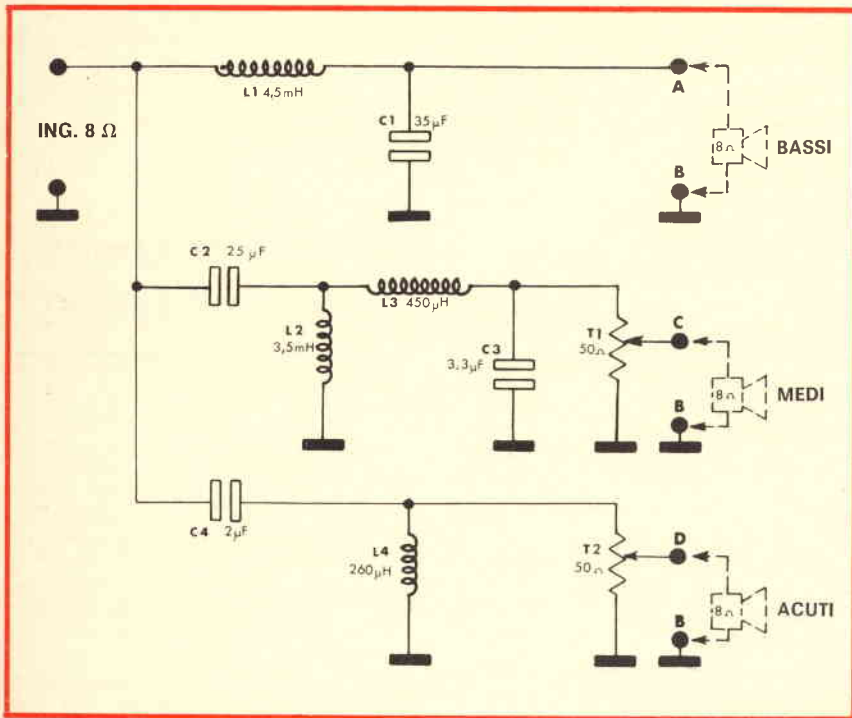 L1 4,5mH
A
ING. 8 Ω
C1 35µF
8Ω
BASSI
B
C2 25µF
L3 450µH
L2
3,5mH
C3
3.3µF
T1
50Ω
C
8Ω
MEDI
B
C4 2µF
L4
260µH
T2
50Ω
D
8Ω
ACUTI
B